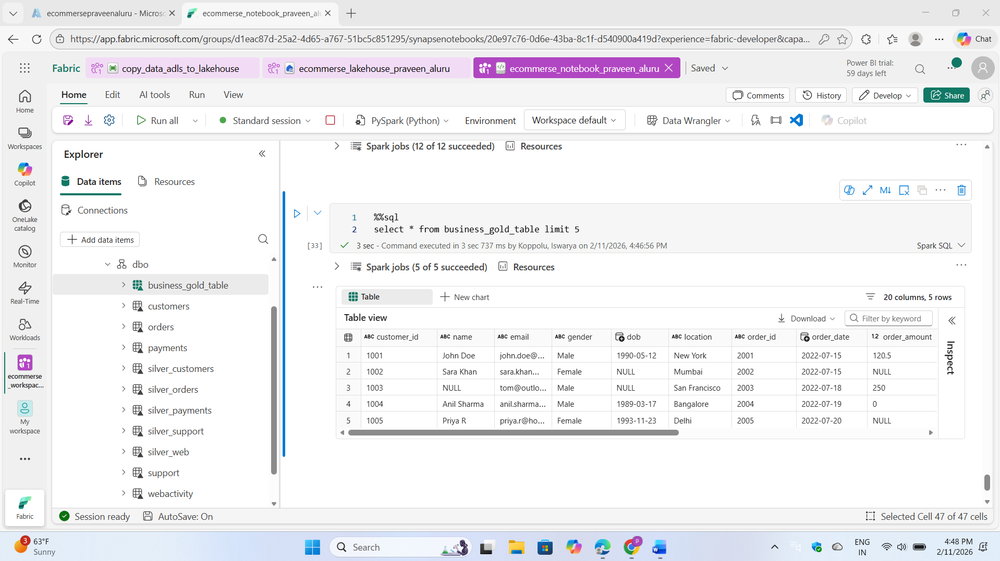 ecommersepraveenaluru - Microsc
ecommerse_notebook_praveen_alu
https://app.fabric.microsoft.com/groups/d1eac87d-25a2-4d65-a767-51bc5c851295/synapsenotebooks/20e97c76-0d6e-43ba-8c1f-d540900a419d?experience=fabric-developer&capa...
Chat
Fabric
1 copy_data_adls_to_lakehouse
1 ecommerse_lakehouse_praveen_aluru
1 ecommerse_notebook_praveen_aluru
Saved
Power BI trial:
59 days left
Home
Workspaces
Copilot
OneLake
catalog
Monitor
Real-Time
Workloads
1
ecommerse
_workspac...
My
workspace
Fabric
Home Edit AI tools Run View
Comments History Develop Share
Run all Standard session PySpark (Python) Environment Workspace default Data Wrangler Copilot
Explorer
Data items Resources
Connections
Add data items
dbo
business_gold_table
customers
orders
payments
silver_customers
silver_orders
silver_payments
silver_support
silver_web
support
webactivity
Spark jobs (12 of 12 succeeded) Resources
M↓
1 %%sql
2 select * from business_gold_table limit 5
[33] 3 sec - Command executed in 3 sec 737 ms by Koppolu, Iswarya on 2/11/2026, 4:46:56 PM Spark SQL
Spark jobs (5 of 5 succeeded) Resources
Table New chart 20 columns, 5 rows
Table view Download Filter by keyword
Inspect
ABC customer_id ABC name ABC email ABC gender dob ABC location ABC order_id order_date 1.2 order_amount
1 1001 John Doe john.doe@... Male 1990-05-12 New York 2001 2022-07-15 120.5
2 1002 Sara Khan sara.khan... Female NULL Mumbai 2002 2022-07-15 NULL
3 1003 NULL tom@outlo... Male NULL San Francisco 2003 2022-07-18 250
4 1004 Anil Sharma anil.sharma... Male 1989-03-17 Bangalore 2004 2022-07-19 0
5 1005 Priya R priya.r@ho... Female 1993-11-23 Delhi 2005 2022-07-20 NULL
Session ready AutoSave: On Selected Cell 47 of 47 cells
3
63°F
Sunny
Search
P
ENG
IN
4:48 PM
2/11/2026